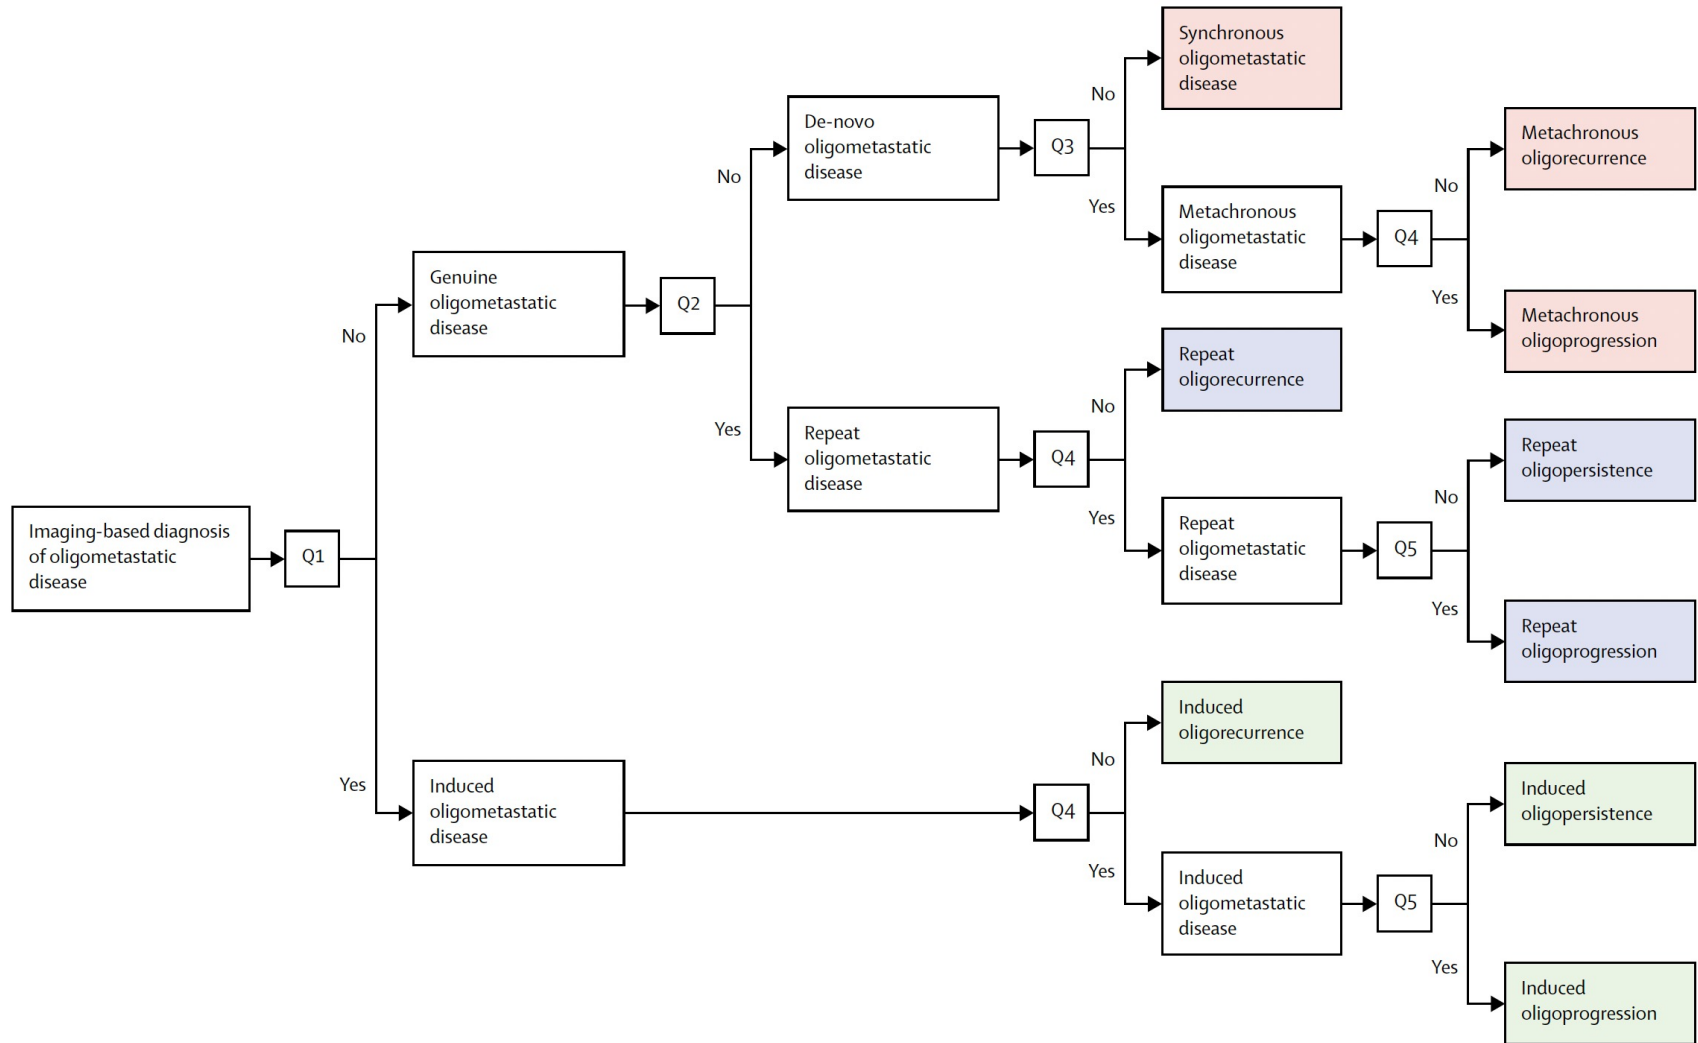 Imaging-based diagnosis
of oligometastatic
disease
Q1
No
Yes
Genuine
oligometastatic
disease
Q2
No
Yes
De-novo
oligometastatic
disease
Q3
No
Yes
Synchronous
oligometastatic
disease
Metachronous
oligometastatic
disease
Q4
No
Yes
Metachronous
oligorecurrence
Metachronous
oligoprogression
Repeat
oligometastatic
disease
Q4
No
Yes
Repeat
oligorecurrence
Repeat
oligometastatic
disease
Q5
No
Yes
Repeat
oligopersistence
Repeat
oligoprogression
Induced
oligometastatic
disease
Q4
No
Yes
Induced
oligorecurrence
Induced
oligometastatic
disease
Q5
No
Yes
Induced
oligopersistence
Induced
oligoprogression